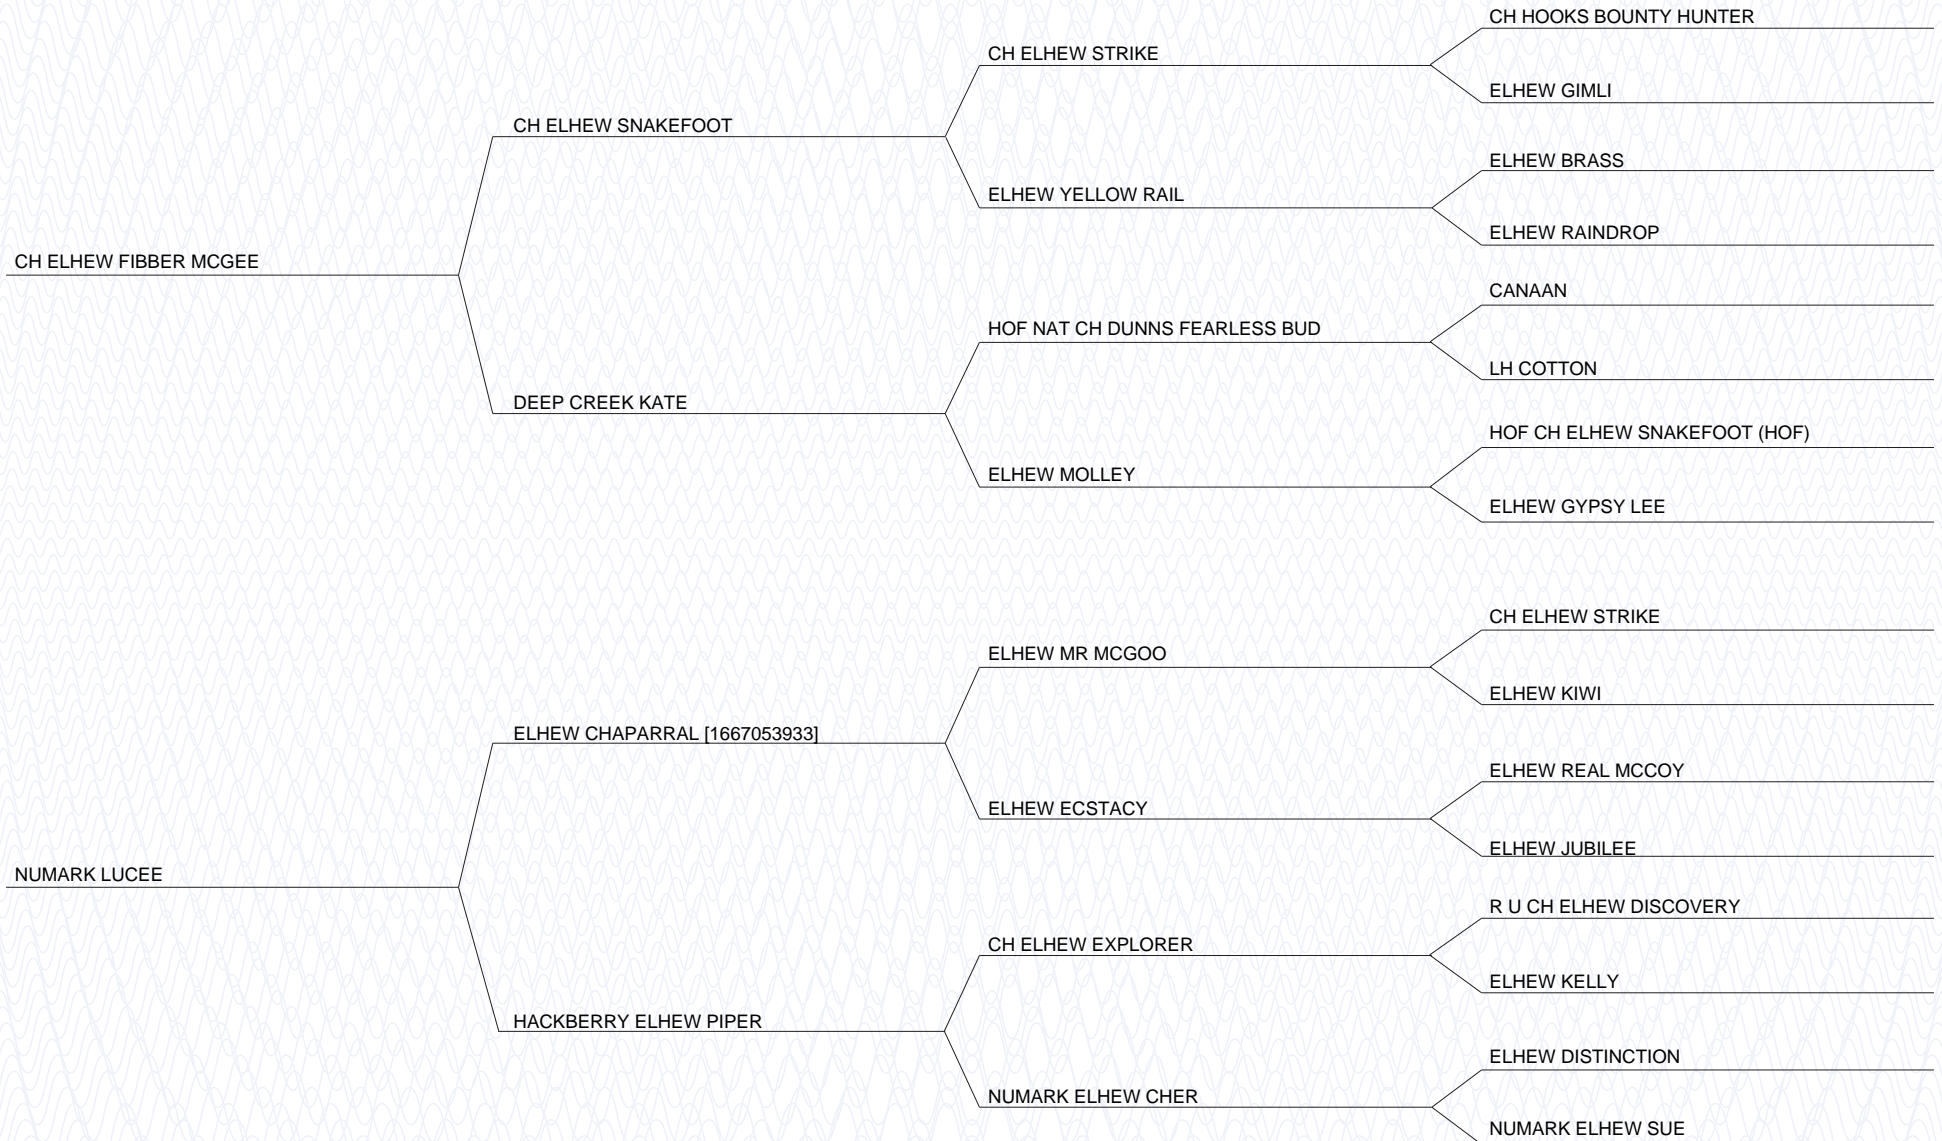 CH HOOKS BOUNTY HUNTER
CH ELHEW STRIKE
ELHEW GIMLI
CH ELHEW SNAKEFOOT
ELHEW BRASS
ELHEW YELLOW RAIL
ELHEW RAINDROP
CH ELHEW FIBBER MCGEE
CANAAN
HOF NAT CH DUNNS FEARLESS BUD
LH COTTON
DEEP CREEK KATE
HOF CH ELHEW SNAKEFOOT (HOF)
ELHEW MOLLEY
ELHEW GYPSY LEE
CH ELHEW STRIKE
ELHEW MR MCGOO
ELHEW KIWI
ELHEW CHAPARRAL [1667053933]
ELHEW REAL MCCOY
ELHEW ECSTACY
ELHEW JUBILEE
NUMARK LUCEE
R U CH ELHEW DISCOVERY
CH ELHEW EXPLORER
ELHEW KELLY
HACKBERRY ELHEW PIPER
ELHEW DISTINCTION
NUMARK ELHEW CHER
NUMARK ELHEW SUE